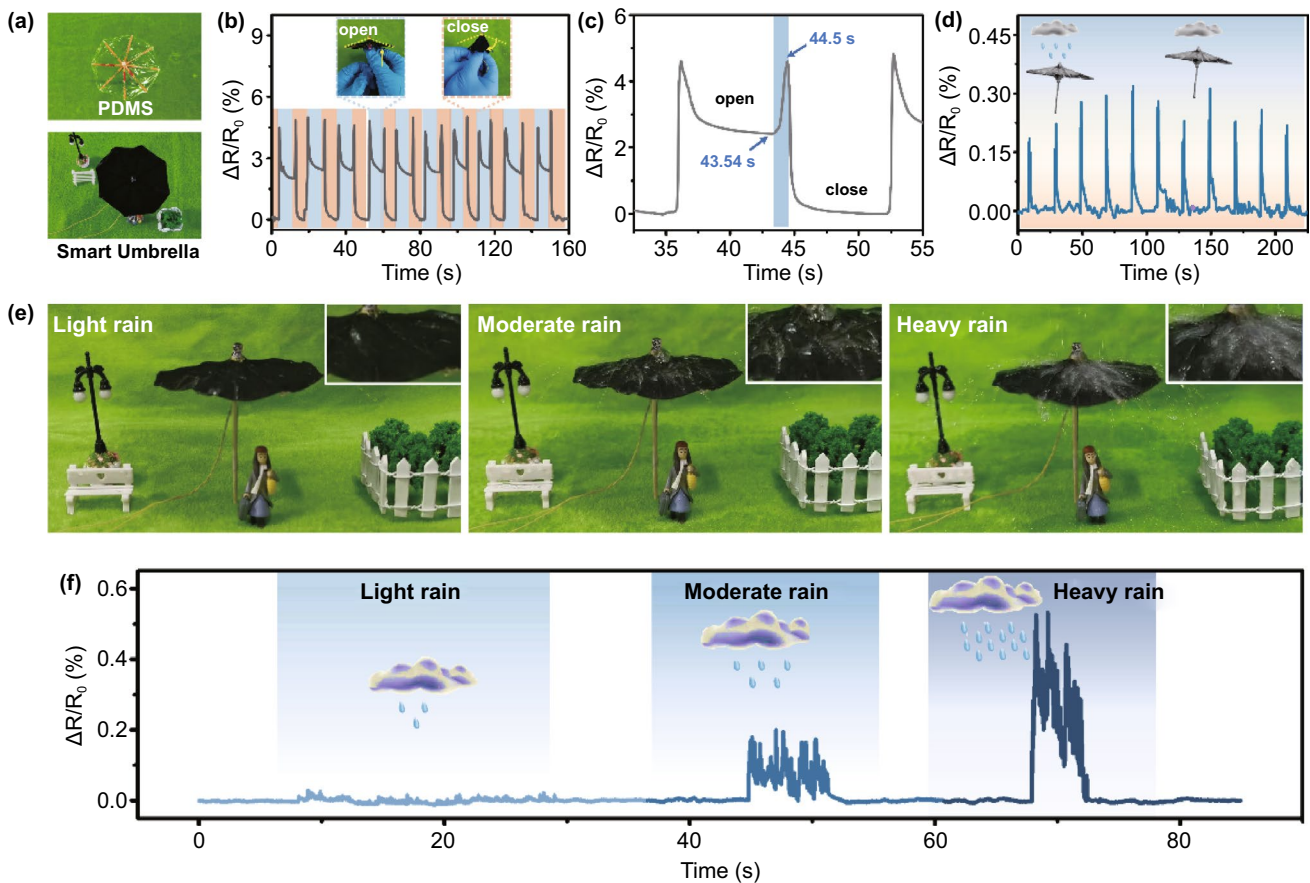 (a)
PDMS
Smart Umbrella
(b)
open
close
ΔR/R₀ (%)
9
6
3
0
0 40 80 120 160
Time (s)
(c)
6%
4
2
0
ΔR/R₀ (%)
44.5 s
open
43.54 s
close
35 40 45 50 55
Time (s)
(d)
0.45
0.30
0.15
0.00
ΔR/R₀ (%)
0 50 100 150 200
Time (s)
(e)
Light rain
Moderate rain
Heavy rain
(f)
ΔR/R₀ (%)
0.6
0.4
0.2
0.0
Light rain
Moderate rain
Heavy rain
0 20 40 60 80
Time (s)